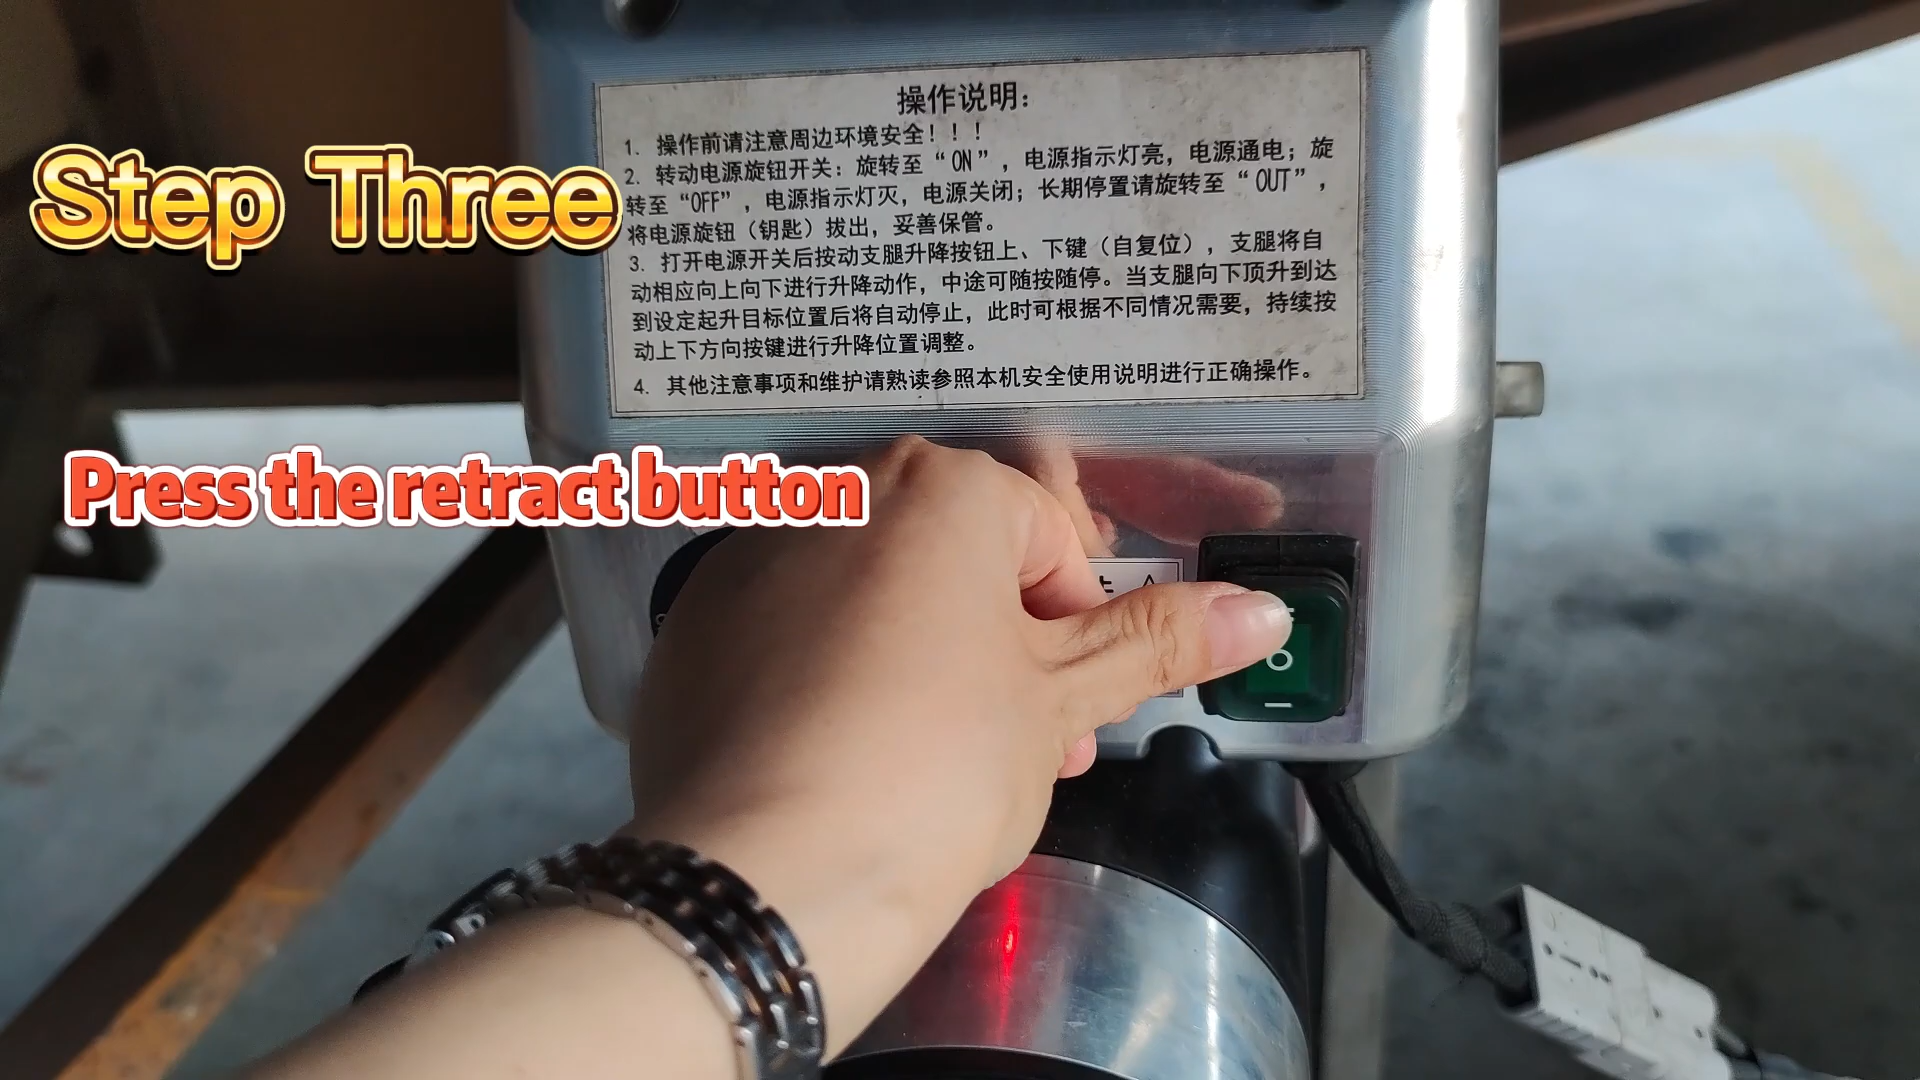 Step Three
Press the retract button
操作说明:
1. 操作前请注意周边环境安全!!!
2. 转动电源旋钮开关: 旋转至“ON”, 电源指示灯亮, 电源通电; 旋
转至“OFF”, 电源指示灯灭, 电源关闭; 长期停置请旋转至“OUT”,
将电源旋钮(钥匙)拔出, 妥善保管。
3. 打开电源开关后按动支腿升降按钮上、下键(自复位), 支腿将自
动相应向上向下进行升降动作, 中途可随按随停。当支腿向下顶升到达
到设定起升目标位置后将自动停止, 此时可根据不同情况需要, 持续按
动上下方向按键进行升降位置调整。
4. 其他注意事项和维护请熟读参照本机安全使用说明进行正确操作。